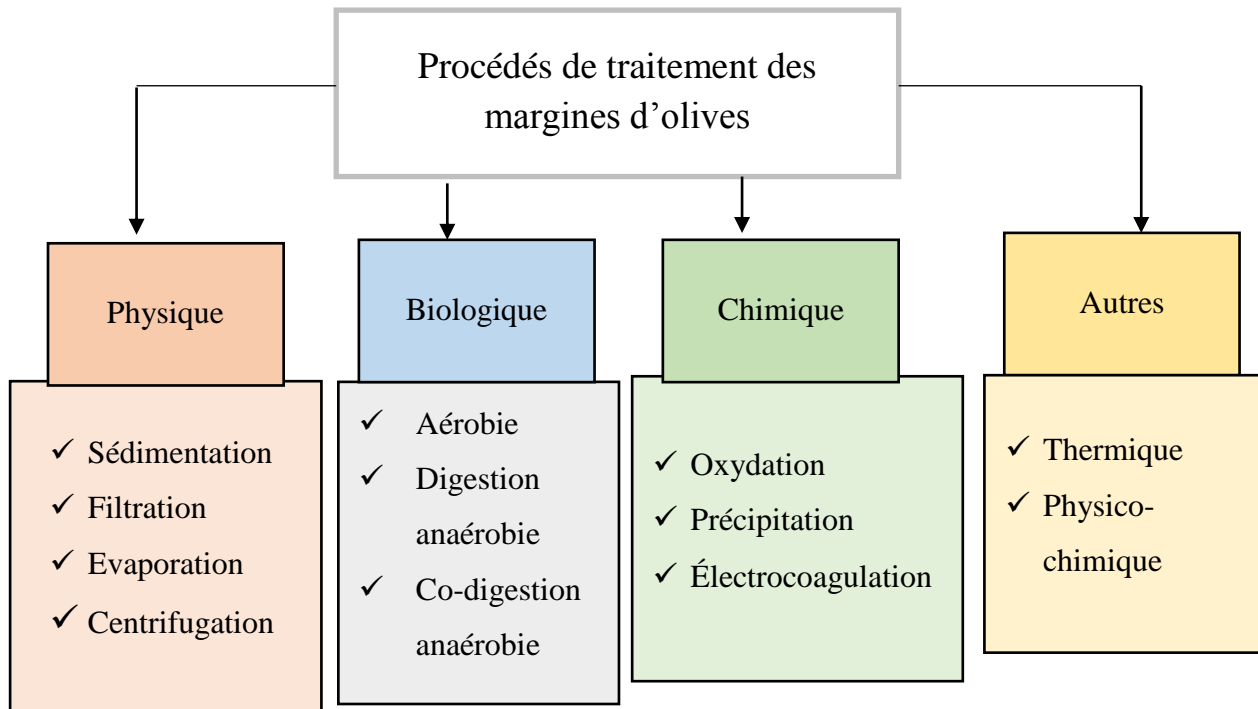 Procédés de traitement des
margines d’olives
Physique
✓ Sédimentation
✓ Filtration
✓ Evaporation
✓ Centrifugation
Biologique
✓ Aérobie
✓ Digestion
anaérobie
✓ Co-digestion
anaérobie
Chimique
✓ Oxydation
✓ Précipitation
✓ Électrocoagulation
Autres
✓ Thermique
✓ Physico-
chimique